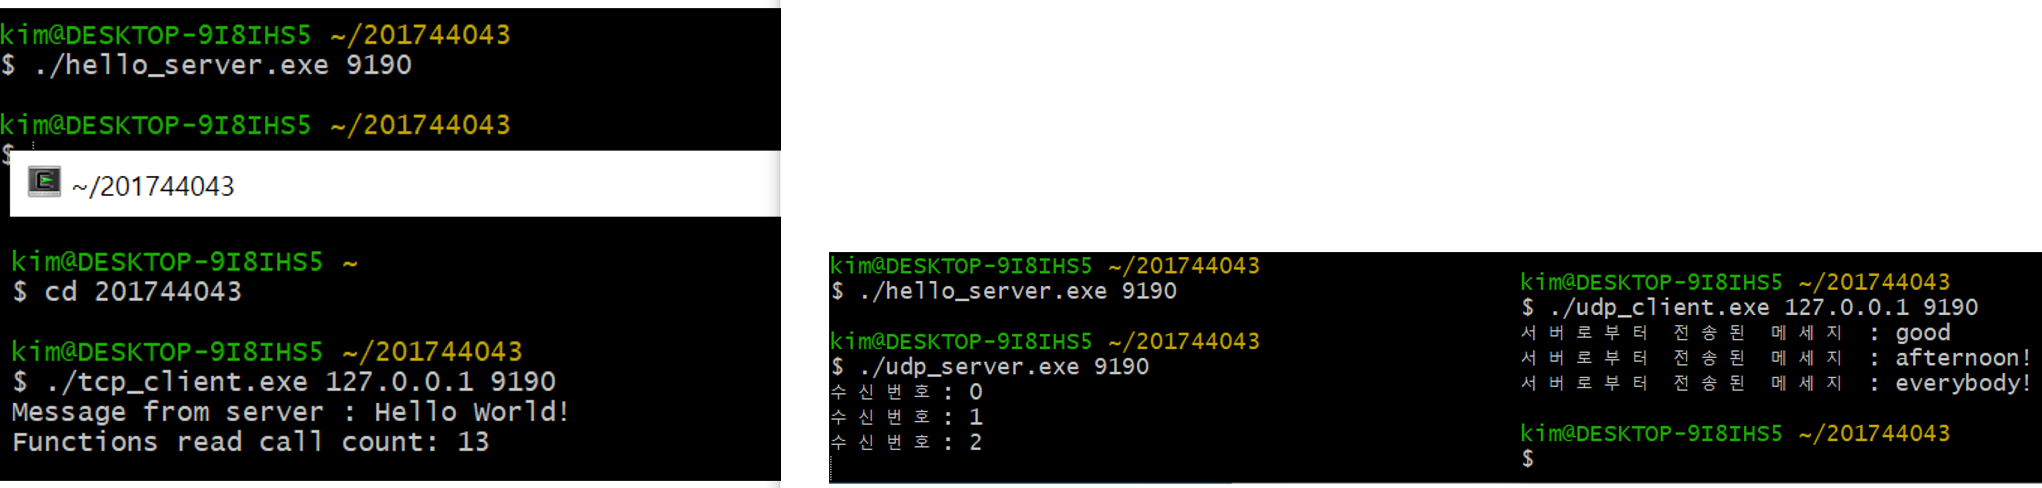 kim@DESKTOP-9I8IHS5 ~/201744043
$ ./hello_server.exe 9190
kim@DESKTOP-9I8IHS5 ~/201744043
$
~/201744043
kim@DESKTOP-9I8IHS5 ~
$ cd 201744043
kim@DESKTOP-9I8IHS5 ~/201744043
$ ./tcp_client.exe 127.0.0.1 9190
Message from server : Hello World!
Functions read call count: 13
kim@DESKTOP-9I8IHS5 ~/201744043
$ ./hello_server.exe 9190
kim@DESKTOP-9I8IHS5 ~/201744043
$ ./udp_server.exe 9190
수신번호: 0
수신번호: 1
수신번호: 2
kim@DESKTOP-9I8IHS5 ~/201744043
$ ./udp_client.exe 127.0.0.1 9190
서버로부터 전송된 메세지 : good
서버로부터 전송된 메세지 : afternoon!
서버로부터 전송된 메세지 : everybody!
kim@DESKTOP-9I8IHS5 ~/201744043
$